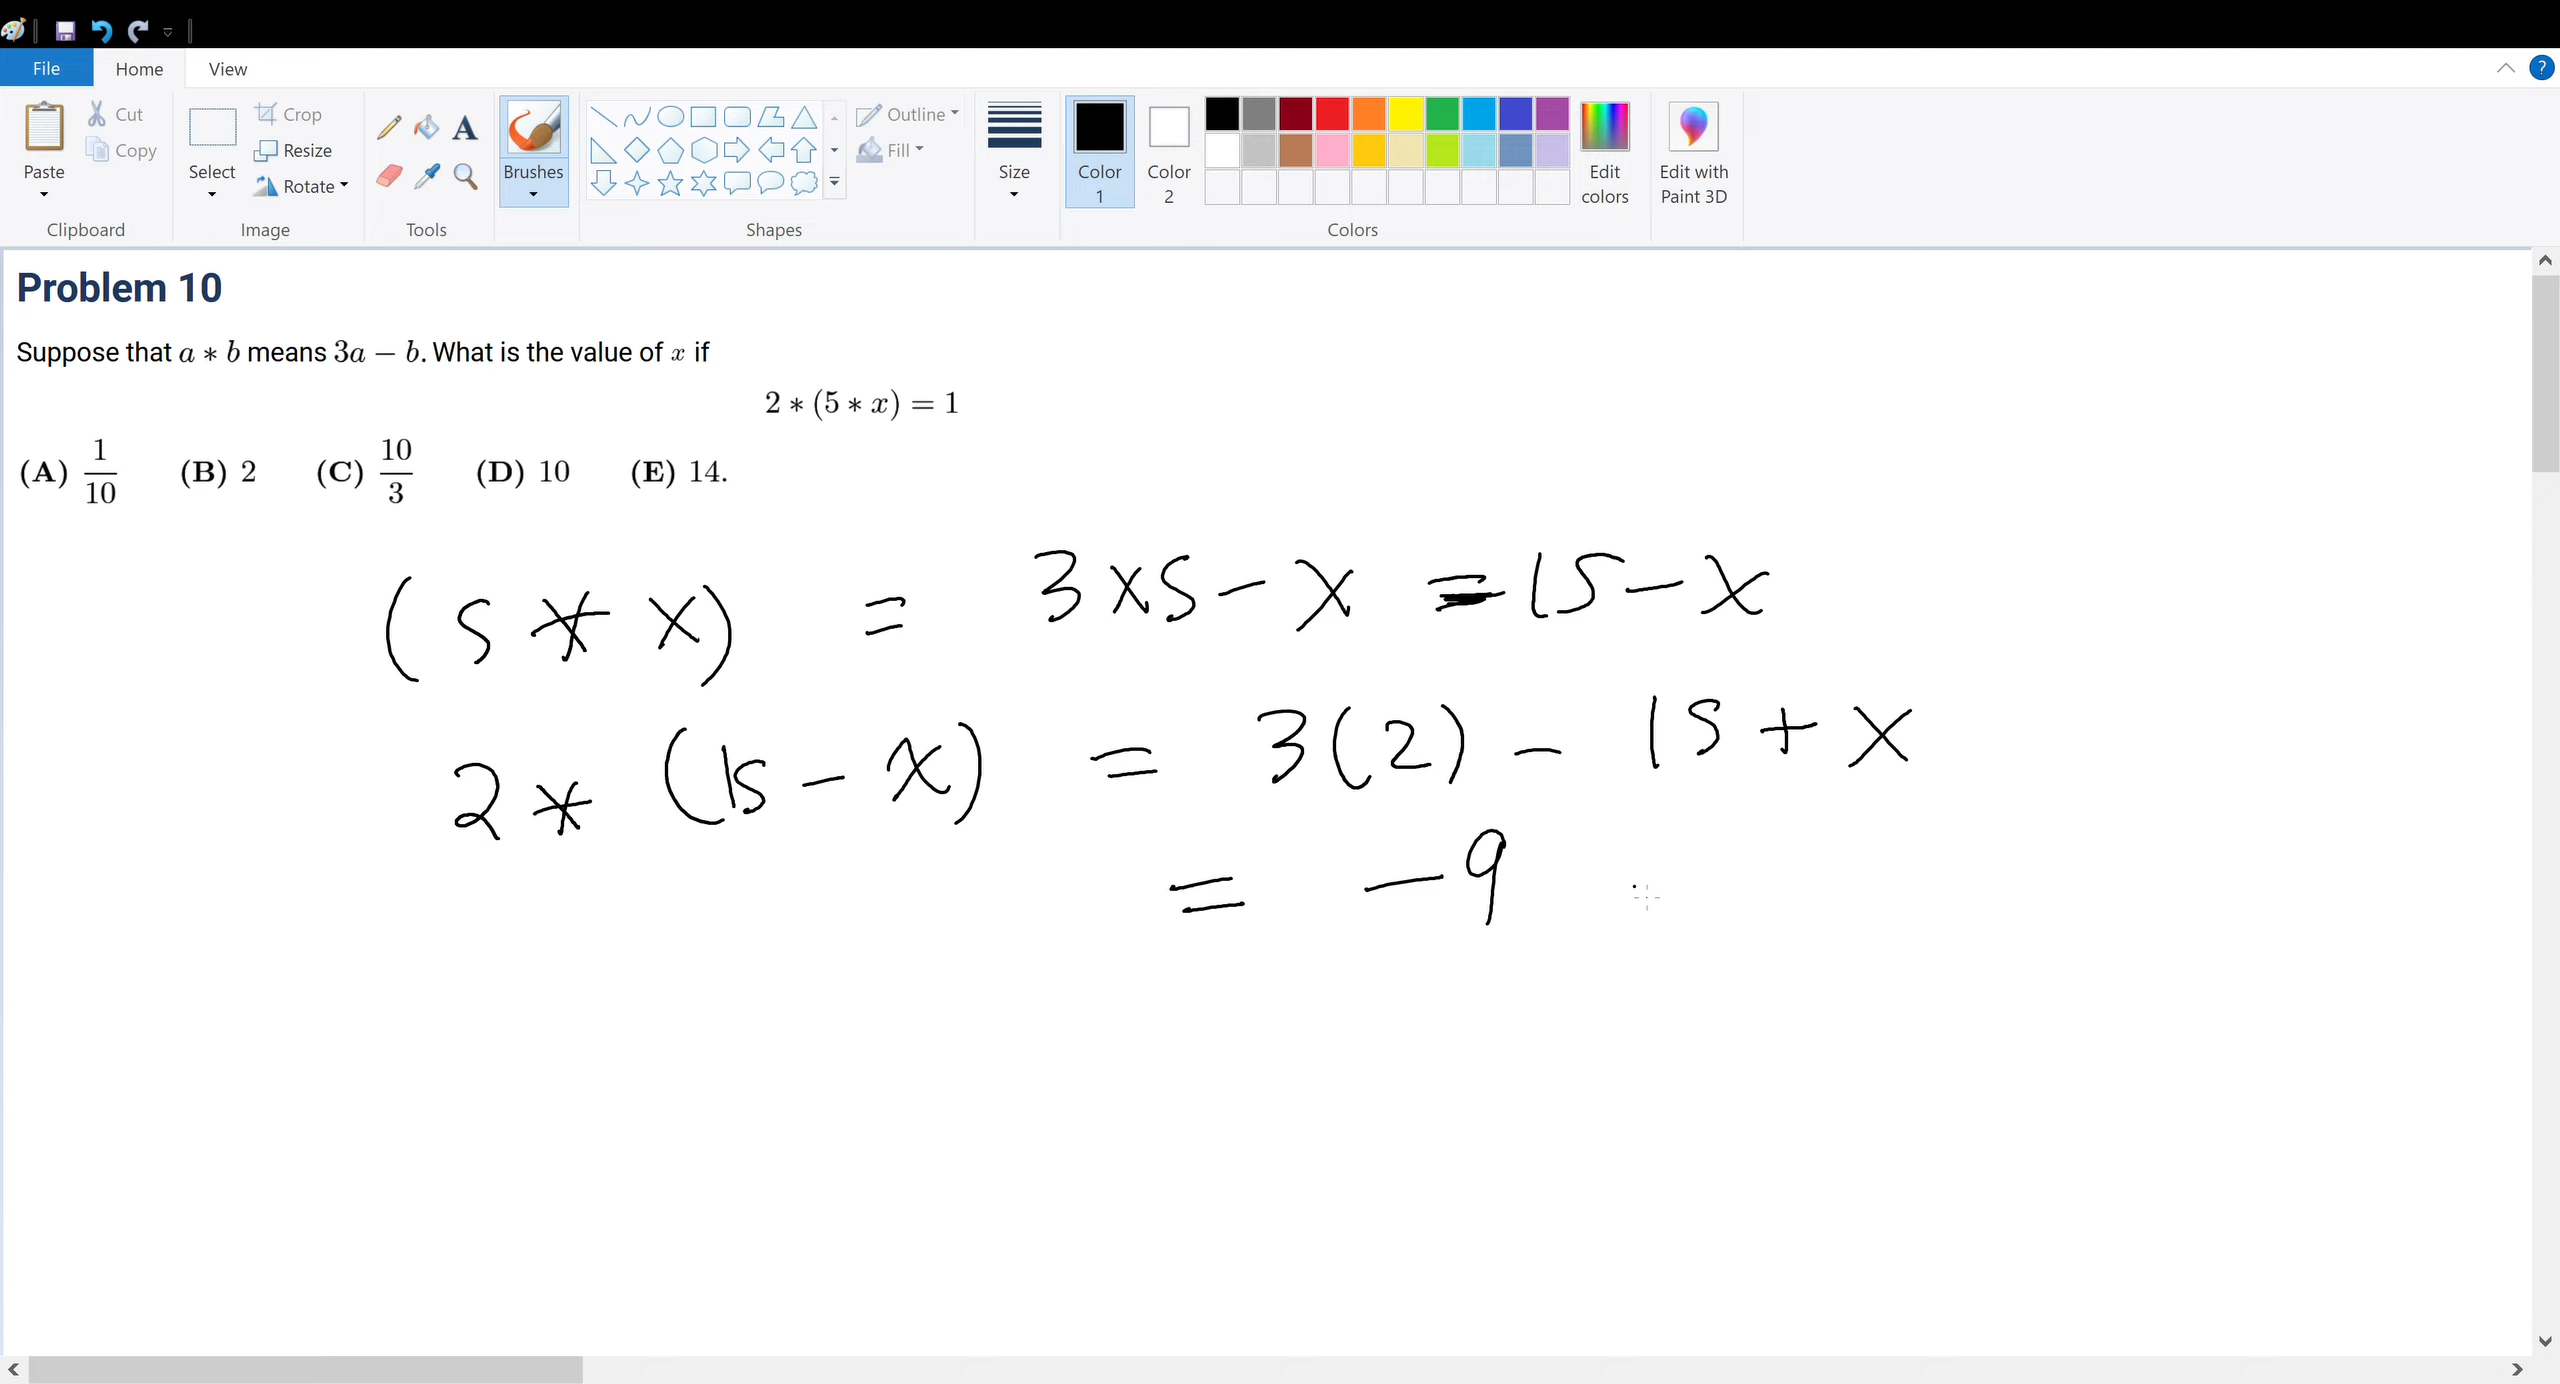 File Home View
Cut
Copy
Paste
Clipboard
Crop
Resize
Rotate
Select
Image
A
Tools
Brushes
Outline
Fill
Shapes
Size
Color 1
Color 2
Edit colors
Colors
Edit with Paint 3D
?
Problem 10
Suppose that a * b means 3a − b. What is the value of x if
2 * (5 * x) = 1
(A) 1/10 (B) 2 (C) 10/3 (D) 10 (E) 14.
(5 * x) = 3 x 5 − x = 15 − x
2 * (15 − x) = 3(2) − 15 + x
= −9